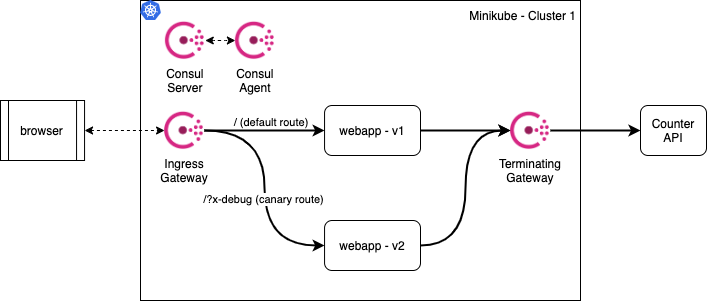 Minikube - Cluster 1
Consul
Server
Consul
Agent
browser
Ingress
Gateway
/ (default route)
webapp - v1
Terminating
Gateway
Counter
API
/?x-debug (canary route)
webapp - v2